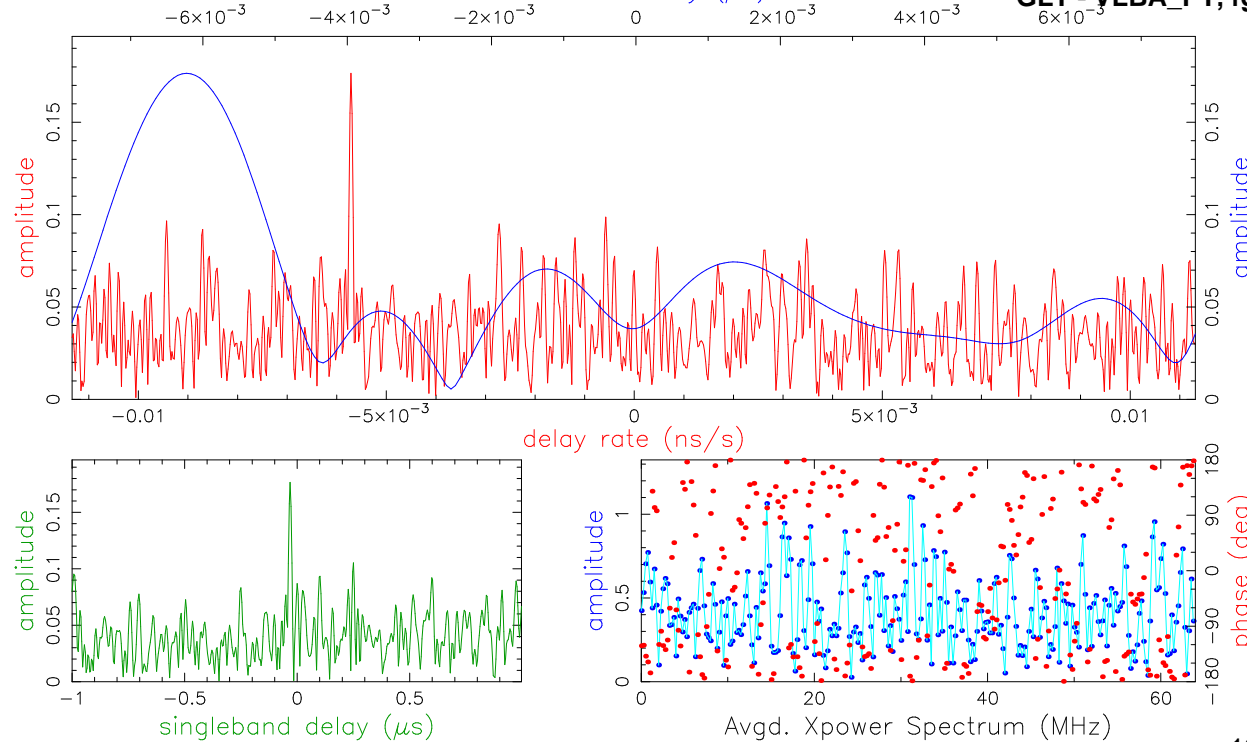 −6×10⁻³ −4×10⁻³ −2×10⁻³ 0 2×10⁻³ 4×10⁻³ 6×10⁻³
amplitude
0 0.05 0.1 0.15
0 0.05 0.1 0.15
amplitude
−0.01 −5×10⁻³ 0 5×10⁻³ 0.01
delay rate (ns/s)
amplitude
0 0.05 0.1 0.15
−1 −0.5 0 0.5
singleband delay (μs)
amplitude
0 0.5 1
−180 −90 0 90 180
phase (deg)
0 20 40 60
Avgd. Xpower Spectrum (MHz)